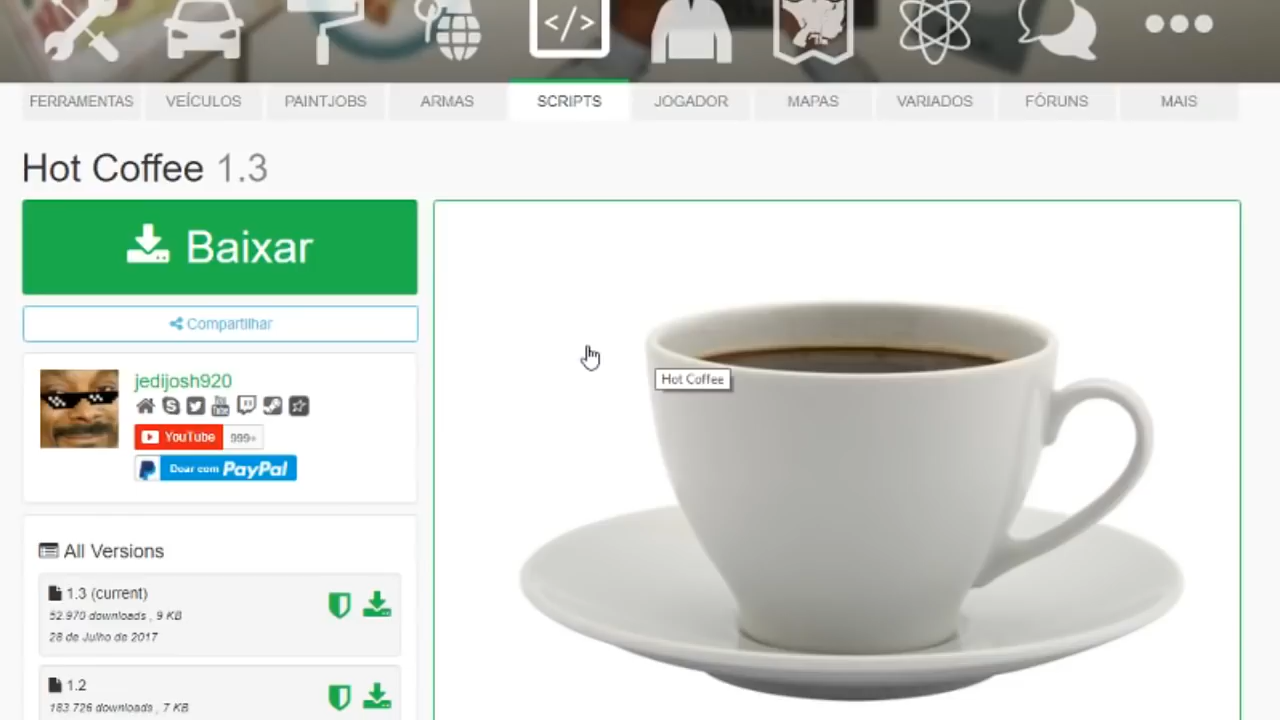 FERRAMENTAS VEÍCULOS PAINTJOBS ARMAS SCRIPTS JOGADOR MAPAS VARIADOS FÓRUNS MAIS
Hot Coffee 1.3
Baixar
Compartilhar
jedijosh920
YouTube 999+
Doar com PayPal
Hot Coffee
All Versions
1.3 (current)
52.970 downloads , 9 KB
28 de Julho de 2017
1.2
183.726 downloads , 7 KB